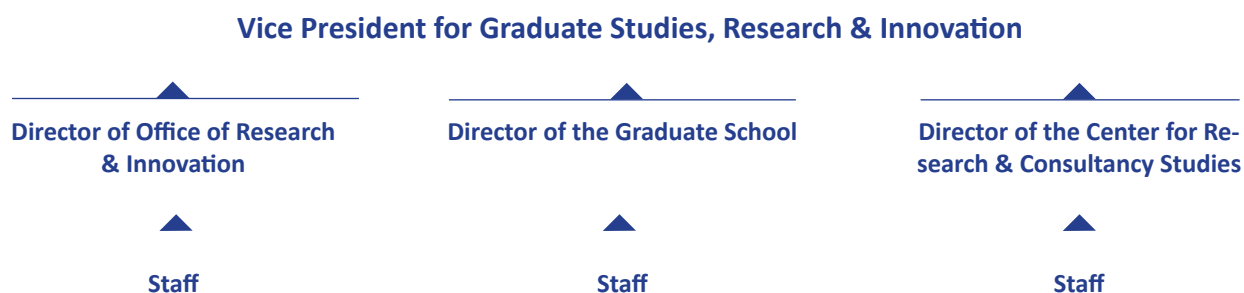 Vice President for Graduate Studies, Research & Innovation
Director of Office of Research
& Innovation
Director of the Graduate School
Director of the Center for Re-
search & Consultancy Studies
Staff
Staff
Staff